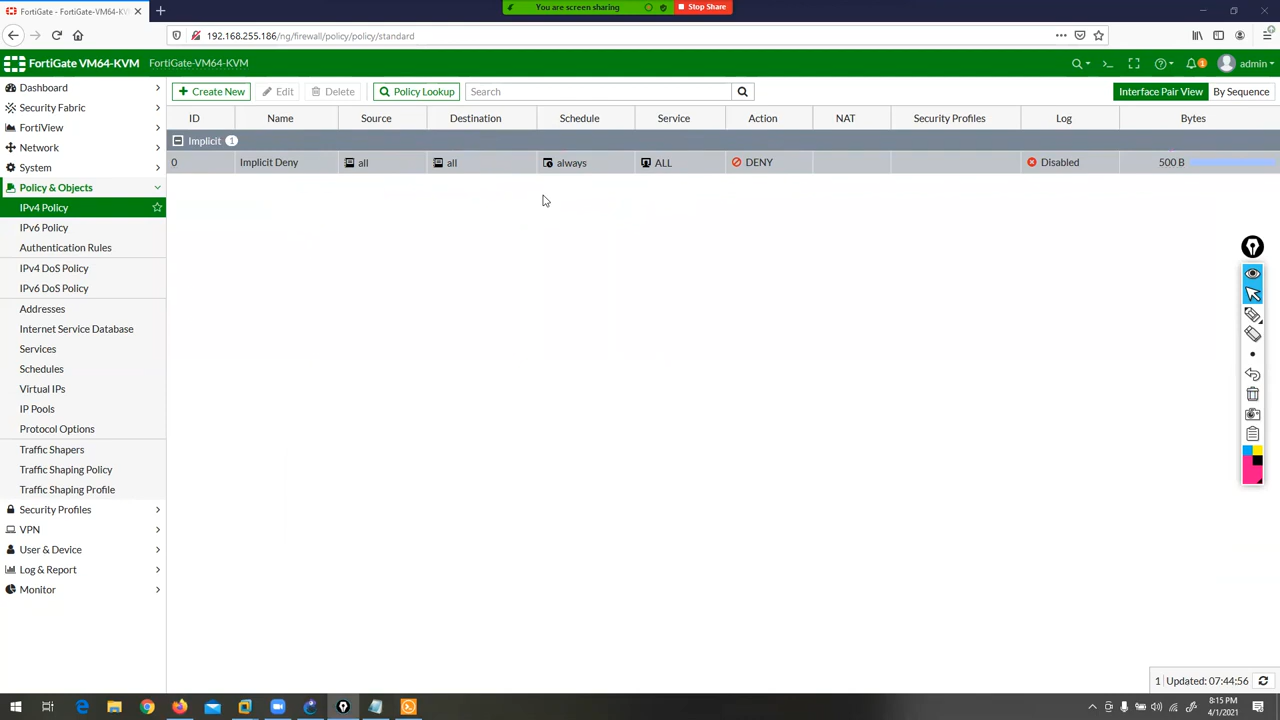 You are screen sharing Stop Share
FortiGate - FortiGate-VM64-KVM
192.168.255.186/ng/firewall/policy/policy/standard
FortiGate VM64-KVM FortiGate-VM64-KVM
1 admin
Dashboard
Security Fabric
FortiView
Network
System
Policy & Objects
IPv4 Policy
IPv6 Policy
Authentication Rules
IPv4 DoS Policy
IPv6 DoS Policy
Addresses
Internet Service Database
Services
Schedules
Virtual IPs
IP Pools
Protocol Options
Traffic Shapers
Traffic Shaping Policy
Traffic Shaping Profile
Security Profiles
VPN
User & Device
Log & Report
Monitor
Create New Edit Delete Policy Lookup Search Interface Pair View By Sequence
ID Name Source Destination Schedule Service Action NAT Security Profiles Log Bytes
Implicit 1
0 Implicit Deny all all always ALL DENY Disabled 500 B
1 Updated: 07:44:56
8:15 PM
4/1/2021